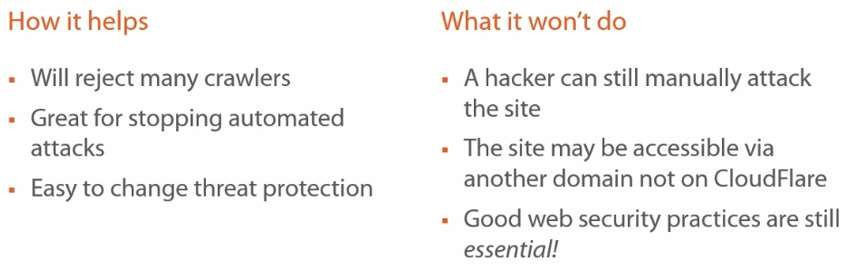 How it helps
▪ Will reject many crawlers
▪ Great for stopping automated
attacks
▪ Easy to change threat protection
What it won’t do
▪ A hacker can still manually attack
the site
▪ The site may be accessible via
another domain not on CloudFlare
▪ Good web security practices are still
essential!